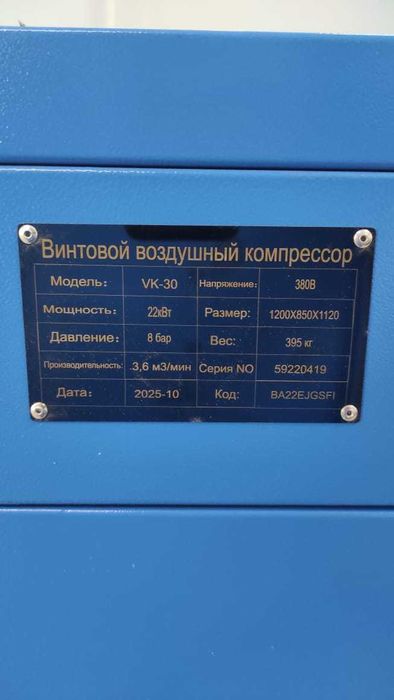 Винтовой воздушный компрессор
Модель: VK-30 Напряжение: 380В
Мощность: 22кВт Размер: 1200X850X1120
Давление: 8 бар Вес: 395 кг
Производительность: 3,6 м3/мин Серия NO 59220419
Дата: 2025-10 Код: BA22EJGSFI